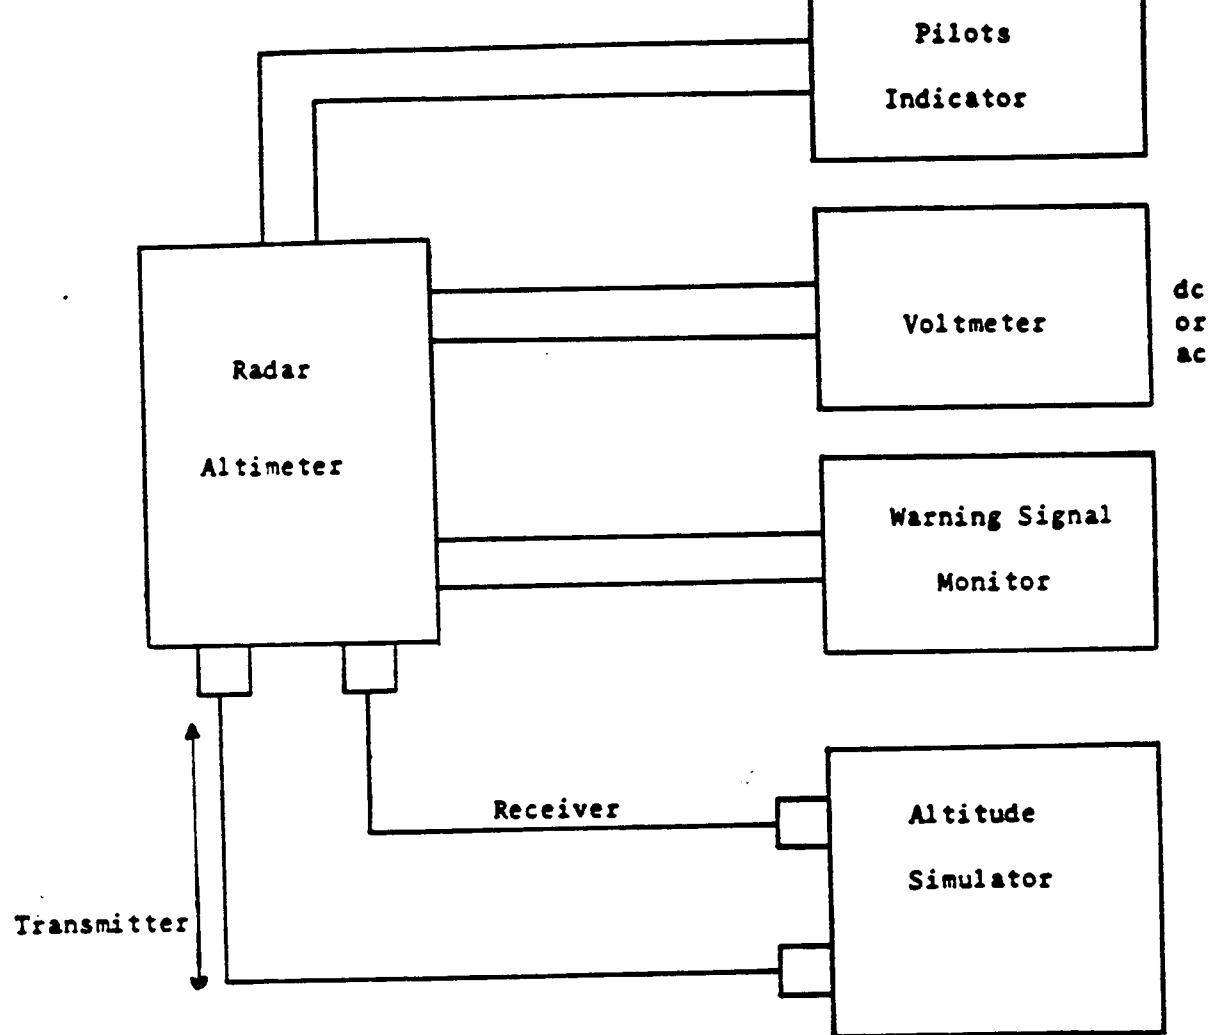 Pilots
Indicator
Voltmeter
dc
or
ac
Radar
Altimeter
Warning Signal
Monitor
Receiver
Altitude
Simulator
Transmitter